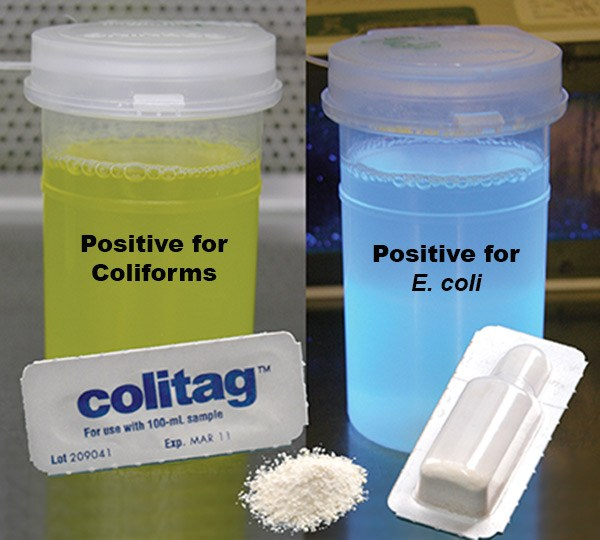 Positive for
Coliforms
Positive for
E. coli
colitag™
For use with 100-mL sample
Exp. MAR 11
Lot 209041